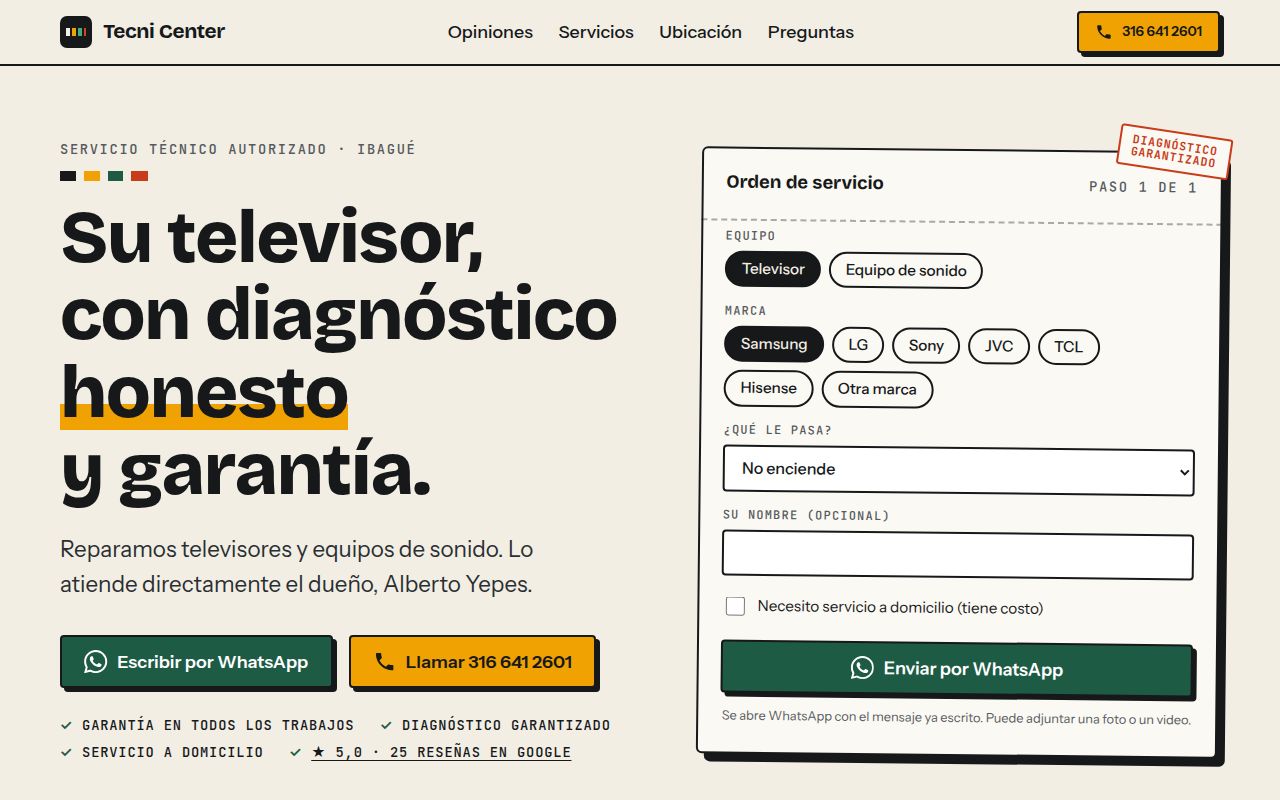 Tecni Center
Opiniones
Servicios
Ubicación
Preguntas
316 641 2601
SERVICIO TÉCNICO AUTORIZADO · IBAGUÉ
Su televisor,
con diagnóstico
honesto
y garantía.
Reparamos televisores y equipos de sonido. Lo
atiende directamente el dueño, Alberto Yepes.
Escribir por WhatsApp
Llamar 316 641 2601
GARANTÍA EN TODOS LOS TRABAJOS
DIAGNÓSTICO GARANTIZADO
SERVICIO A DOMICILIO
★ 5,0 · 25 RESEÑAS EN GOOGLE
DIAGNÓSTICO
GARANTIZADO
Orden de servicio
PASO 1 DE 1
EQUIPO
Televisor
Equipo de sonido
MARCA
Samsung
LG
Sony
JVC
TCL
Hisense
Otra marca
¿QUÉ LE PASA?
No enciende
SU NOMBRE (OPCIONAL)
Necesito servicio a domicilio (tiene costo)
Enviar por WhatsApp
Se abre WhatsApp con el mensaje ya escrito. Puede adjuntar una foto o un video.